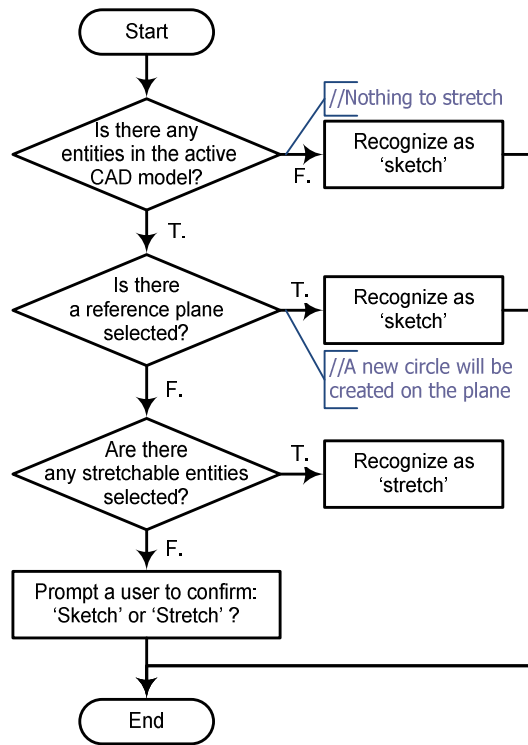 Start
//Nothing to stretch
Is there any
entities in the active
CAD model?
F.
Recognize as
‘sketch’
T.
Is there
a reference plane
selected?
T.
Recognize as
‘sketch’
//A new circle will be
created on the plane
F.
Are there
any stretchable entities
selected?
T.
Recognize as
‘stretch’
F.
Prompt a user to confirm:
‘Sketch’ or ‘Stretch’ ?
End